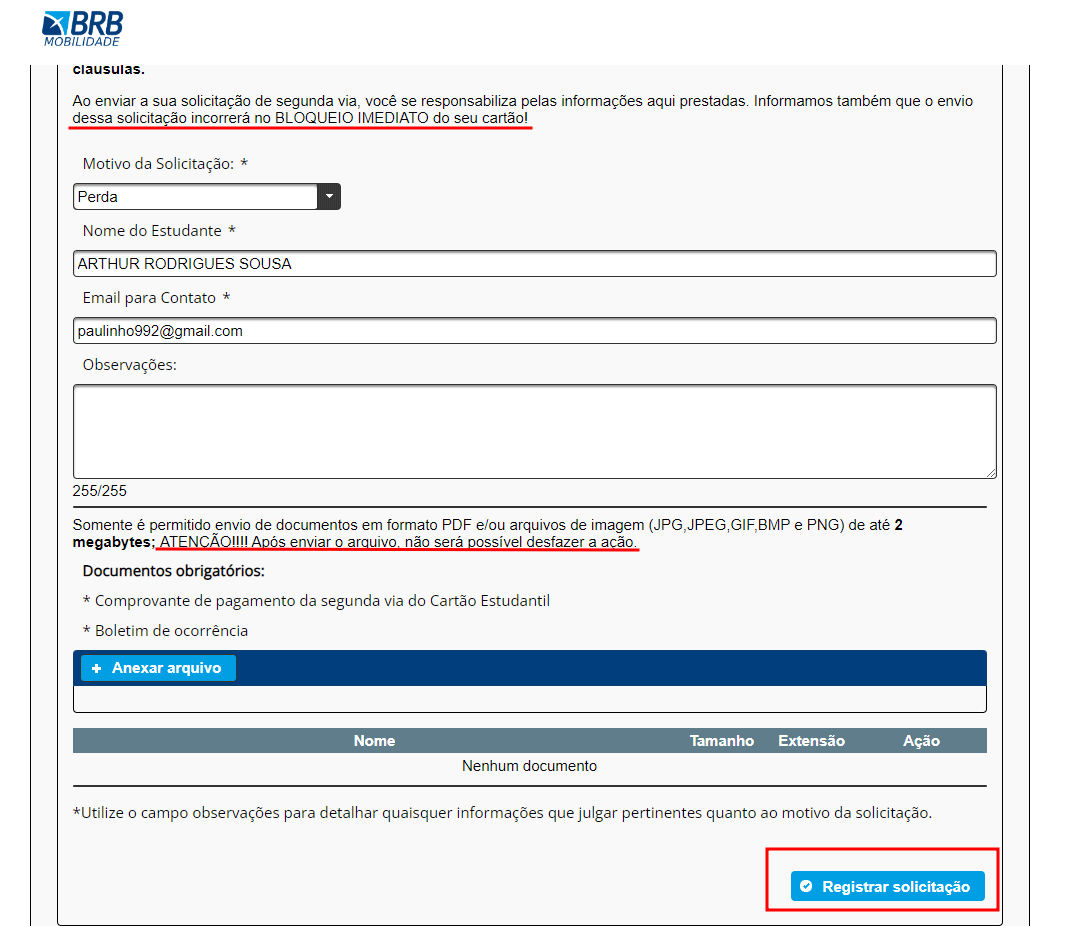 BRB
MOBILIDADE
cláusulas.
Ao enviar a sua solicitação de segunda via, você se responsabiliza pelas informações aqui prestadas. Informamos também que o envio
dessa solicitação incorrerá no BLOQUEIO IMEDIATO do seu cartão!
Motivo da Solicitação: *
Perda
Nome do Estudante *
ARTHUR RODRIGUES SOUSA
Email para Contato *
paulinho992@gmail.com
Observações:
255/255
Somente é permitido envio de documentos em formato PDF e/ou arquivos de imagem (JPG,JPEG,GIF,BMP e PNG) de até 2
megabytes; ATENÇÃO!!!! Após enviar o arquivo, não será possível desfazer a ação.
Documentos obrigatórios:
* Comprovante de pagamento da segunda via do Cartão Estudantil
* Boletim de ocorrência
+ Anexar arquivo
Nome Tamanho Extensão Ação
Nenhum documento
*Utilize o campo observações para detalhar quaisquer informações que julgar pertinentes quanto ao motivo da solicitação.
Registrar solicitação